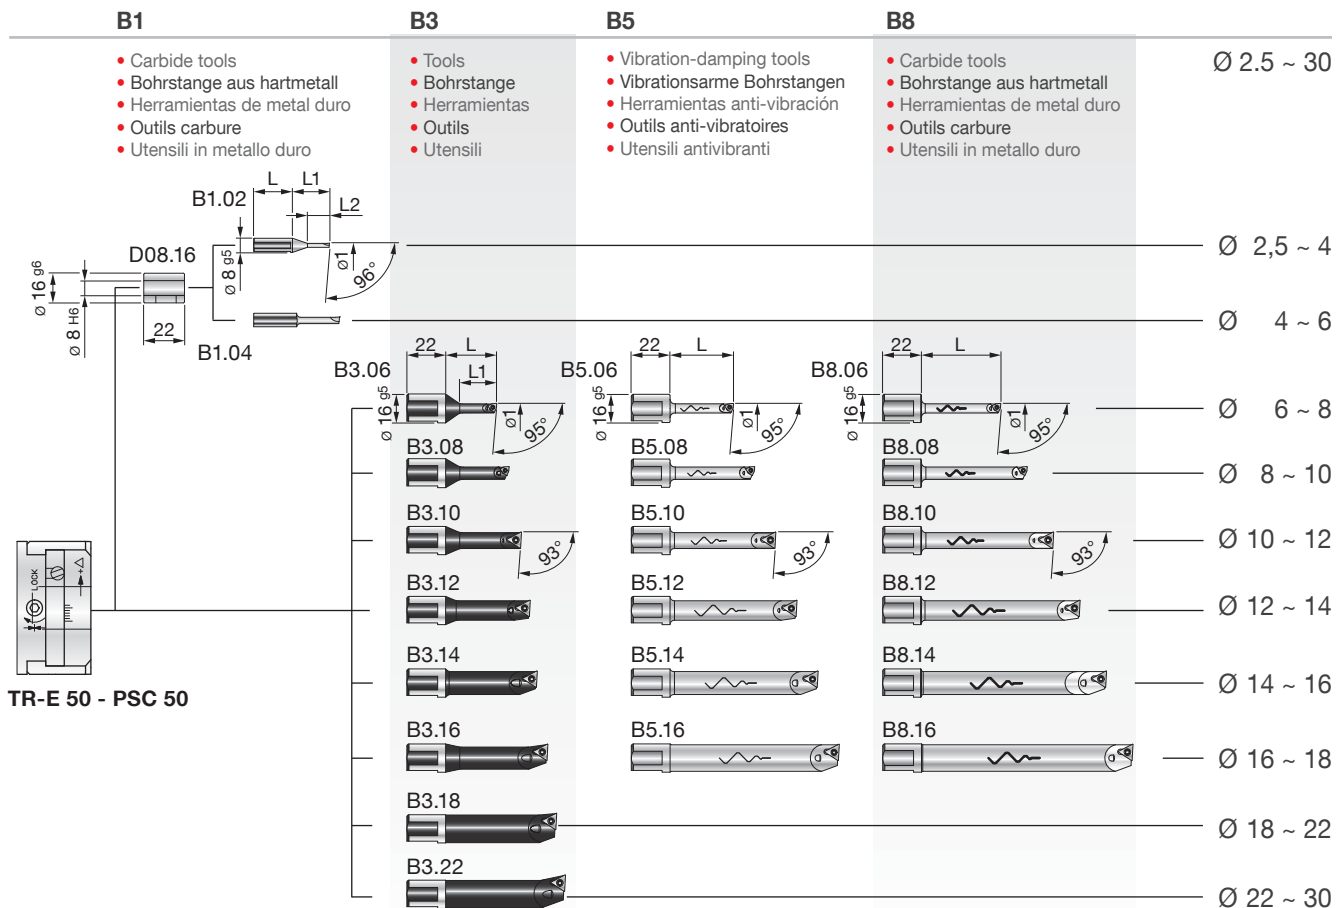 B1 B3 B5 B8
• Carbide tools
• Bohrstange aus hartmetall
• Herramientas de metal duro
• Outils carbure
• Utensili in metallo duro
• Tools
• Bohrstange
• Herramientas
• Outils
• Utensili
• Vibration-damping tools
• Vibrationsarme Bohrstangen
• Herramientas anti-vibración
• Outils anti-vibratoires
• Utensili antivibranti
• Carbide tools
• Bohrstange aus hartmetall
• Herramientas de metal duro
• Outils carbure
• Utensili in metallo duro
Ø 2.5 ~ 30
L L1
B1.02 L2
D08.16
Ø 16 g6
Ø 8 H6
22
Ø 8 g5
ø1
96°
Ø 2,5 ~ 4
B1.04
Ø 4 ~ 6
B3.06
22 L
L1
Ø 16 g5
ø1
95°
B5.06
22 L
Ø 16 g5
ø1
95°
B8.06
22 L
Ø 16 g5
ø1
95°
Ø 6 ~ 8
B3.08 B5.08 B8.08
Ø 8 ~ 10
B3.10 B5.10 B8.10
93° 93° 93°
Ø 10 ~ 12
B3.12 B5.12 B8.12
Ø 12 ~ 14
LOCK
+
TR-E 50 - PSC 50
B3.14 B5.14 B8.14
Ø 14 ~ 16
B3.16 B5.16 B8.16
Ø 16 ~ 18
B3.18
Ø 18 ~ 22
B3.22
Ø 22 ~ 30